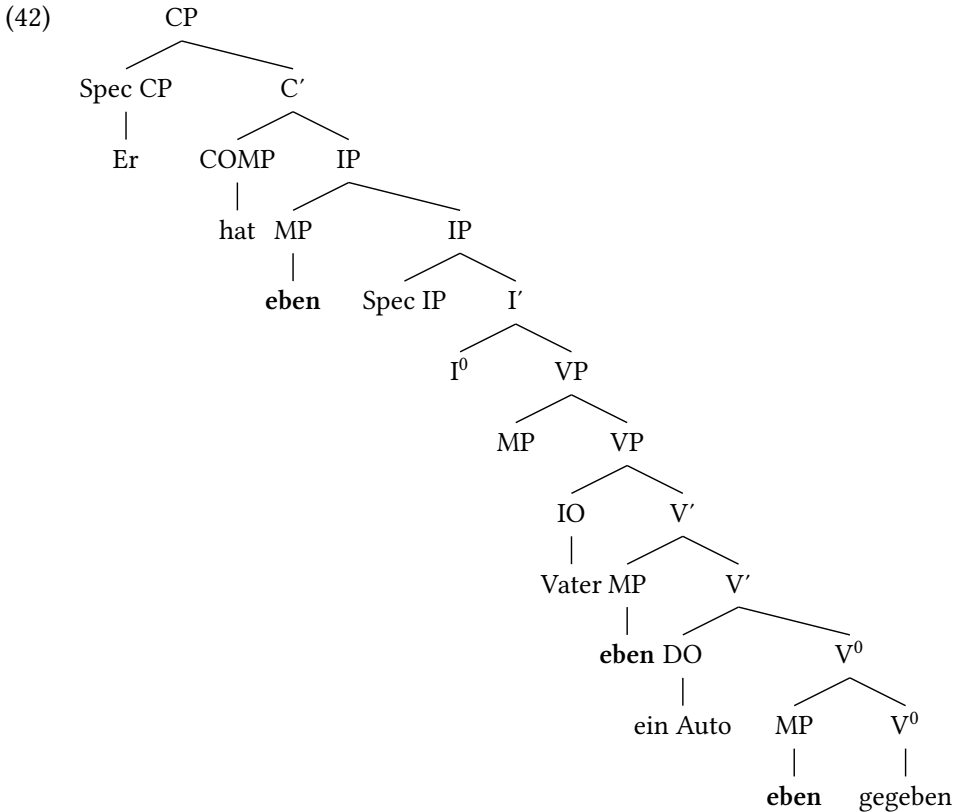 (42) CP
Spec CP C′
Er COMP IP
hat MP IP
eben Spec IP I′
I⁰ VP
MP VP
IO V′
Vater MP V′
eben DO V⁰
ein Auto MP V⁰
eben gegeben